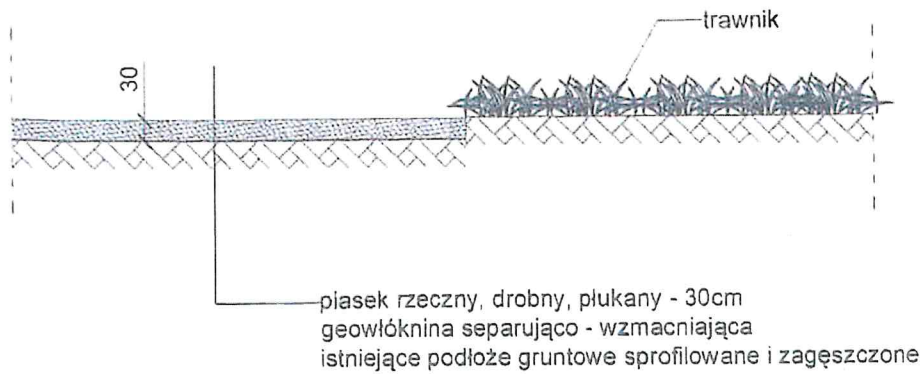 trawnik
30
piasek rzeczny, drobny, płukany - 30cm
geowłóknina separująco - wzmacniająca
istniejące podłoże gruntowe sprofilowane i zagęszczone